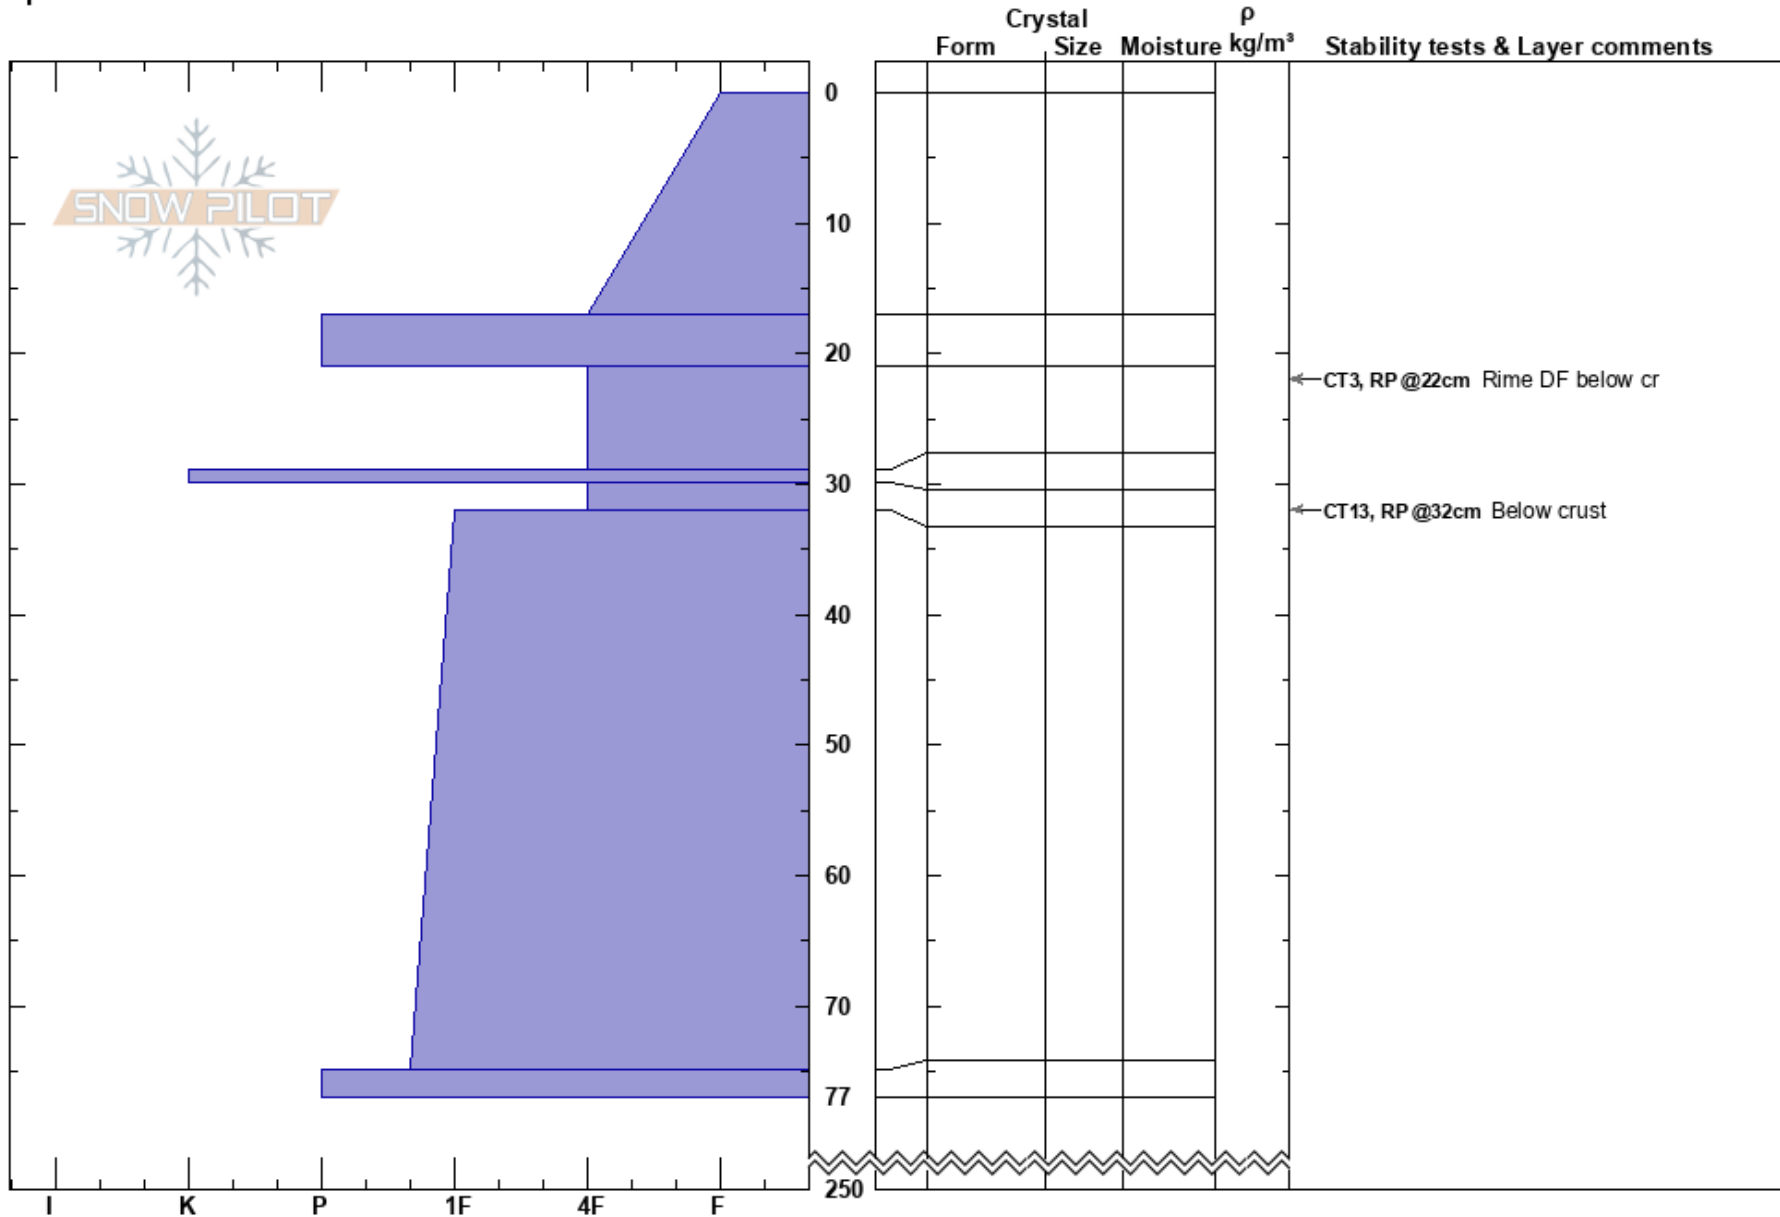 Crystal
ρ
Form Size Moisture kg/m³ Stability tests & Layer comments
0
SNOW PILOT
10
20
CT3, RP @22cm Rime DF below cr
30
CT13, RP @32cm Below crust
40
50
60
70
77
250
I K P 1F 4F F